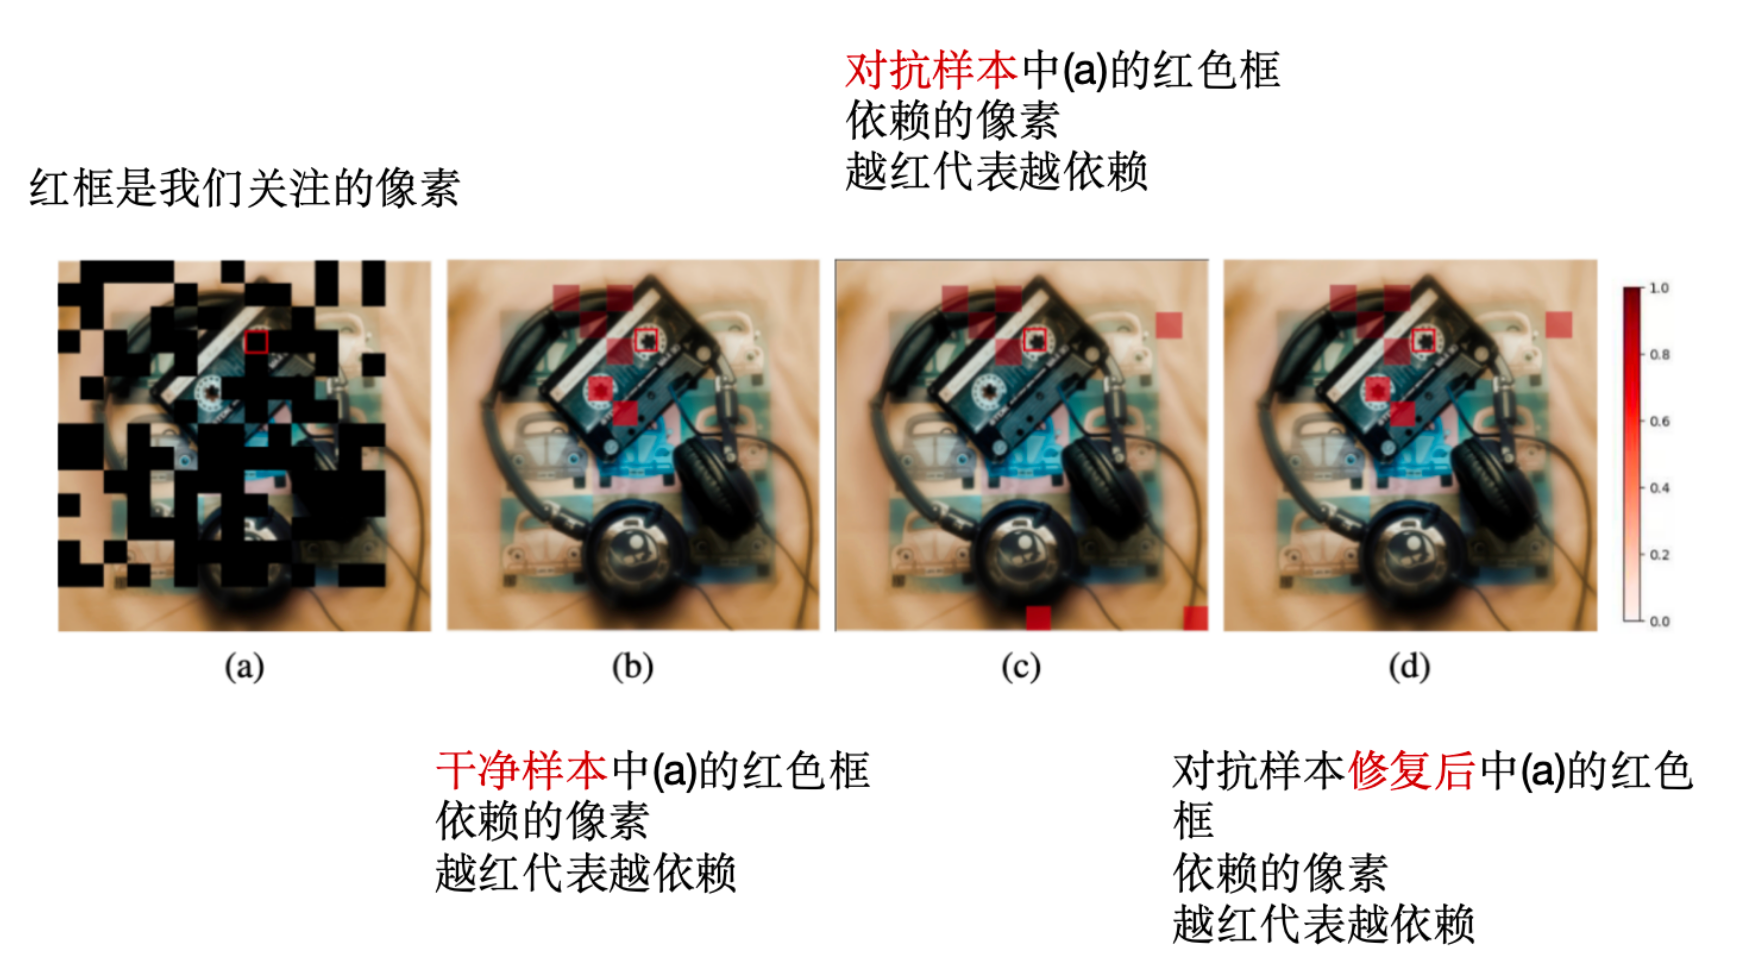 对抗样本中(a)的红色框
依赖的像素
越红代表越依赖
红框是我们关注的像素
1.0
0.8
0.6
0.4
0.2
0.0
(a)
(b)
(c)
(d)
干净样本中(a)的红色框
依赖的像素
越红代表越依赖
对抗样本修复后中(a)的红色
框
依赖的像素
越红代表越依赖